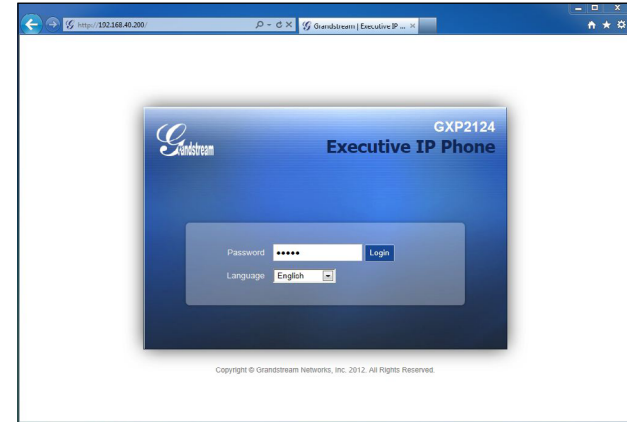 http://192.168.40.200/
Grandstream | Executive IP ...
Grandstream
GXP2124
Executive IP Phone
Password ••••• Login
Language English
Copyright © Grandstream Networks, Inc. 2012. All Rights Reserved.